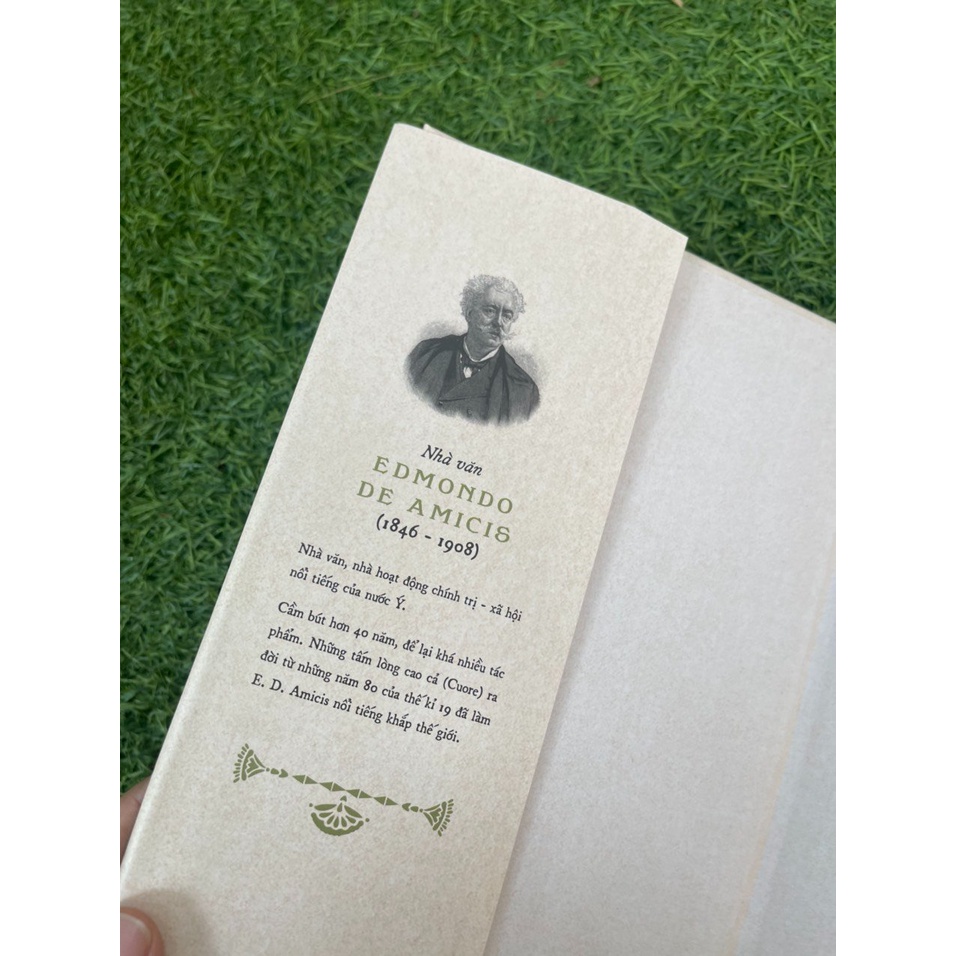 Nhà văn
EDMONDO
DE AMICIS
(1846 - 1908)
Nhà văn, nhà hoạt động chính trị - xã hội
nổi tiếng của nước Ý.
Cầm bút hơn 40 năm, để lại khá nhiều tác
phẩm. Những tấm lòng cao cả (Cuore) ra
đời từ những năm 80 của thế kỉ 19 đã làm
E. D. Amicis nổi tiếng khắp thế giới.